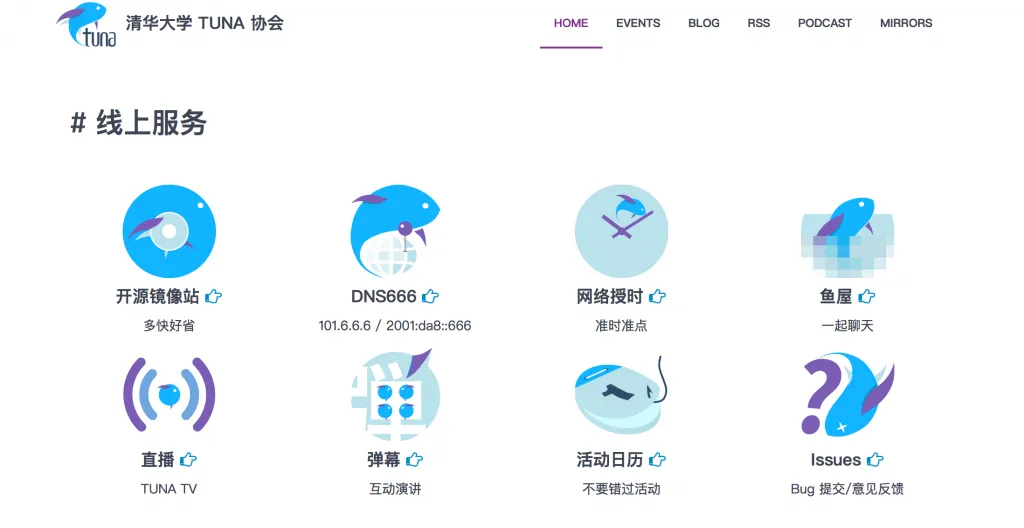 tuna 清华大学 TUNA 协会 HOME EVENTS BLOG RSS PODCAST MIRRORS
# 线上服务
开源镜像站 DNS666 网络授时 鱼屋
多快好省 101.6.6.6 / 2001:da8::666 准时准点 一起聊天
直播 弹幕 活动日历 Issues
TUNA TV 互动演讲 不要错过活动 Bug 提交/意见反馈